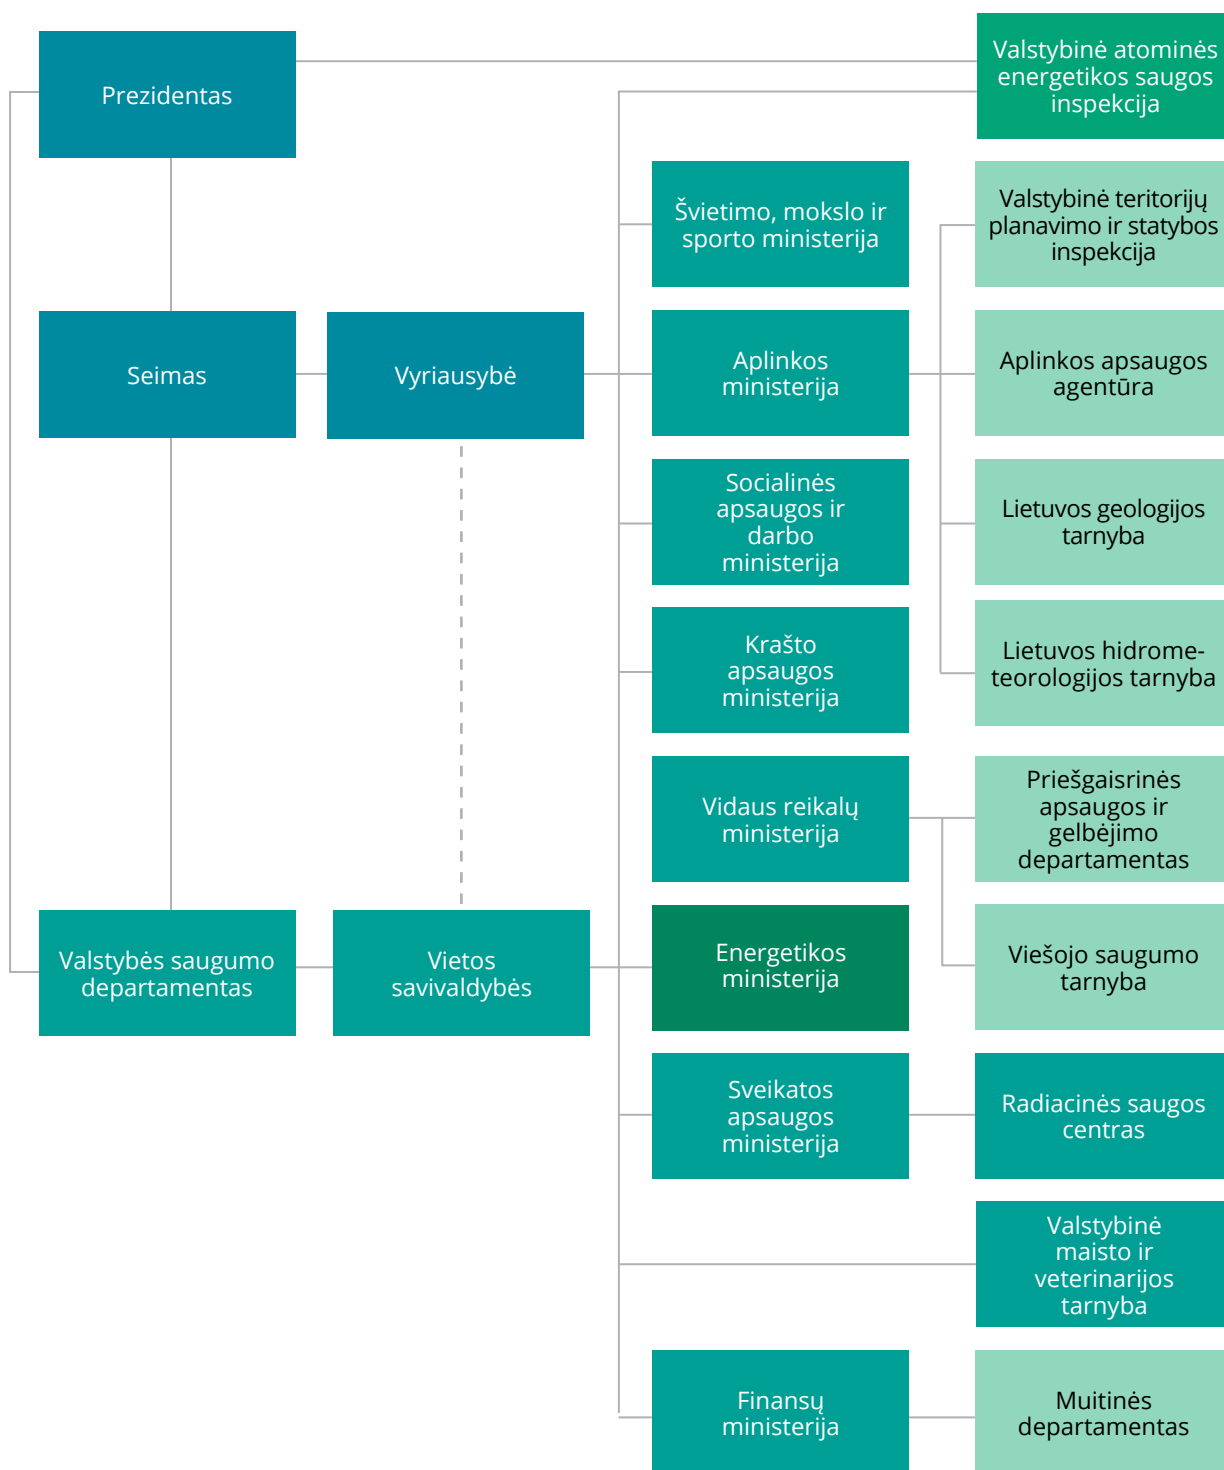 Prezidentas
Valstybinė atominės
energetikos saugos
inspekcija
Švietimo, mokslo ir
sporto ministerija
Valstybinė teritorijų
planavimo ir statybos
inspekcija
Seimas
Vyriausybė
Aplinkos
ministerija
Aplinkos apsaugos
agentūra
Socialinės
apsaugos ir
darbo
ministerija
Lietuvos geologijos
tarnyba
Krašto
apsaugos
ministerija
Lietuvos hidrome-
teorologijos tarnyba
Vidaus reikalų
ministerija
Priešgaisrinės
apsaugos ir
gelbėjimo
departamentas
Valstybės saugumo
departamentas
Vietos
savivaldybės
Energetikos
ministerija
Viešojo saugumo
tarnyba
Sveikatos
apsaugos
ministerija
Radiacinės saugos
centras
Valstybinė
maisto ir
veterinarijos
tarnyba
Finansų
ministerija
Muitinės
departamentas